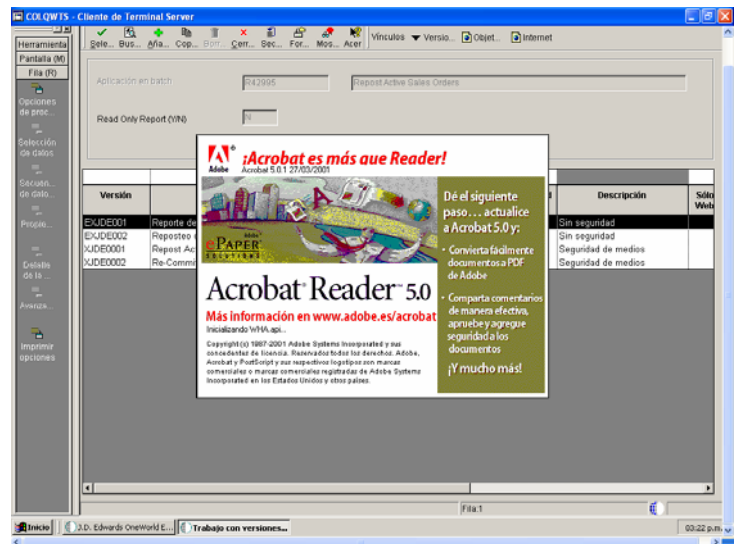 COLQWTS - Cliente de Terminal Server
Herramienta
Pantalla (M)
Fila (R)
Opciones
de proc...
Selección
de datos
Secuen...
de dato...
Propie...
Detalle
de la ...
Avanza...
Imprimir
opciones
Sele... Bus... Aña... Cop... Borr... Cerr... Sec... For... Mos... Acer
Vínculos Versio... Objet... Internet
Aplicación en batch R42995 Repost Active Sales Orders
Read Only Report (Y/N) N
Versión Descripción Sólo
Web
EXJDE001 Reporte de Sin seguridad
EXJDE002 Reposteo Sin seguridad
XJDE0001 Repost Ac Seguridad de medios
XJDE0002 Re-Commi Seguridad de medios
Adobe
¡Acrobat es más que Reader!
Acrobat 5.0.1 27/03/2001
ePAPER
SOLUTIONS
Acrobat Reader 5.0
Más información en www.adobe.es/acrobat
Inicializando WHA.api...
Copyright(c) 1987-2001 Adobe Systems Incorporated y sus
concedentes de licencia. Reservados todos los derechos. Adobe,
Acrobat y PostScript y sus respectivos logotipos son marcas
comerciales o marcas comerciales registradas de Adobe Systems
Incorporated en los Estados Unidos y otros países.
Dé el siguiente
paso... actualice
a Acrobat 5.0 y:
• Convierta fácilmente
documentos a PDF
de Adobe
• Comparta comentarios
de manera efectiva,
apruebe y agregue
seguridad a los
documentos
¡Y mucho más!
Fila:1
Inicio J.D. Edwards OneWorld E... Trabajo con versiones... 03:22 p.m.